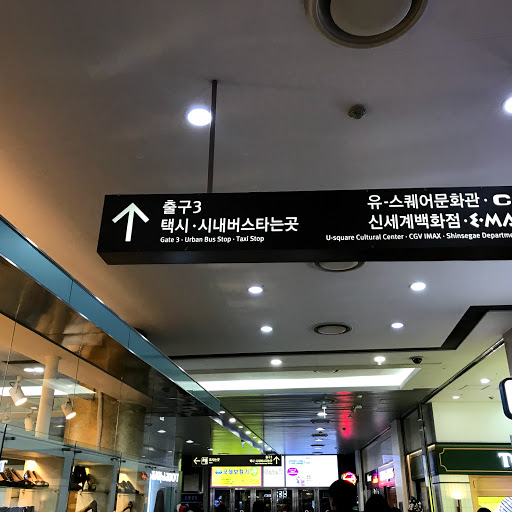 출구3
택시·시내버스타는곳
Gate 3 · Urban Bus Stop · Taxi Stop
유-스퀘어문화관·C
신세계백화점·E-MA
U-square Cultural Center · CGV IMAX · Shinsegae Departm